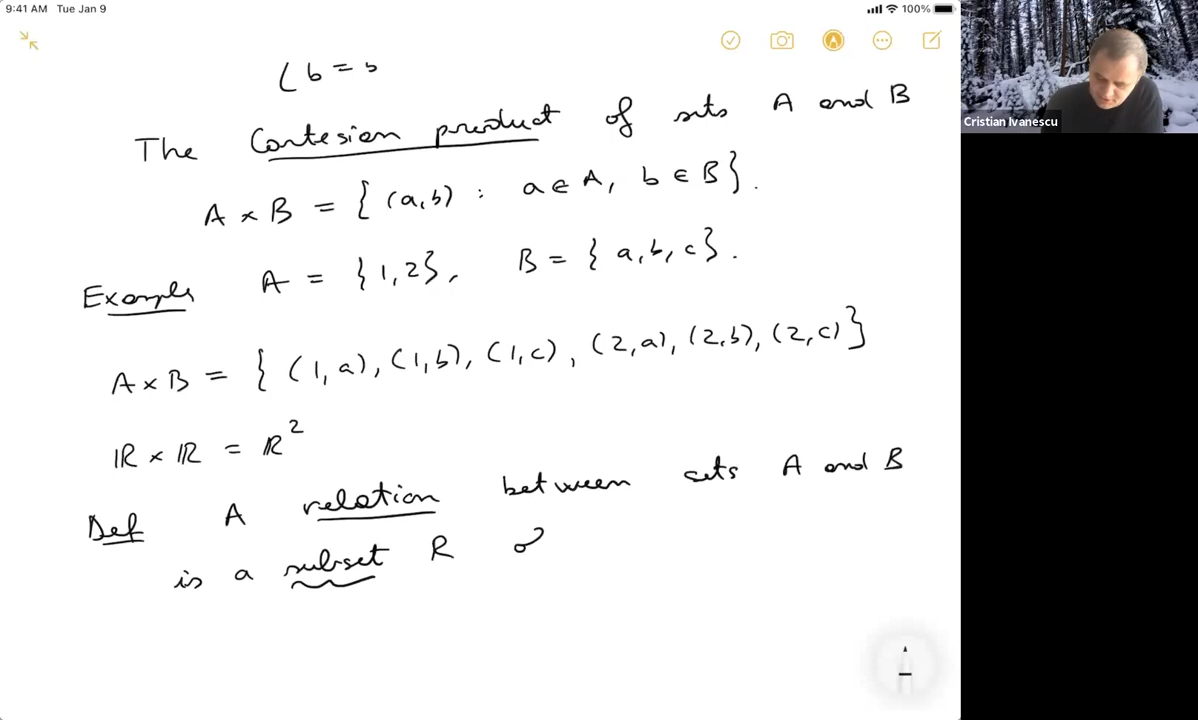 9:41 AM Tue Jan 9
100%
Cristian Ivanescu
( b = b
The Cartesian product of sets A and B
A × B = { (a,b) : a ∈ A, b ∈ B }.
Example A = { 1, 2 }, B = { a, b, c }.
A × B = { (1, a), (1, b), (1, c), (2, a), (2, b), (2, c) }
ℝ × ℝ = ℝ²
Def A relation between sets A and B
is a subset R